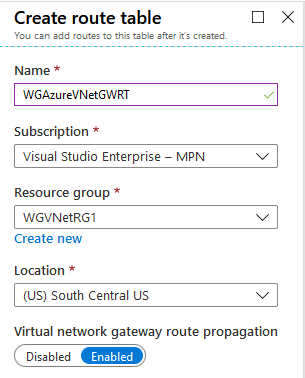 Create route table
You can add routes to this table after it's created.
Name *
WGAzureVNetGWRT
Subscription *
Visual Studio Enterprise – MPN
Resource group *
WGVNetRG1
Create new
Location *
(US) South Central US
Virtual network gateway route propagation
Disabled Enabled